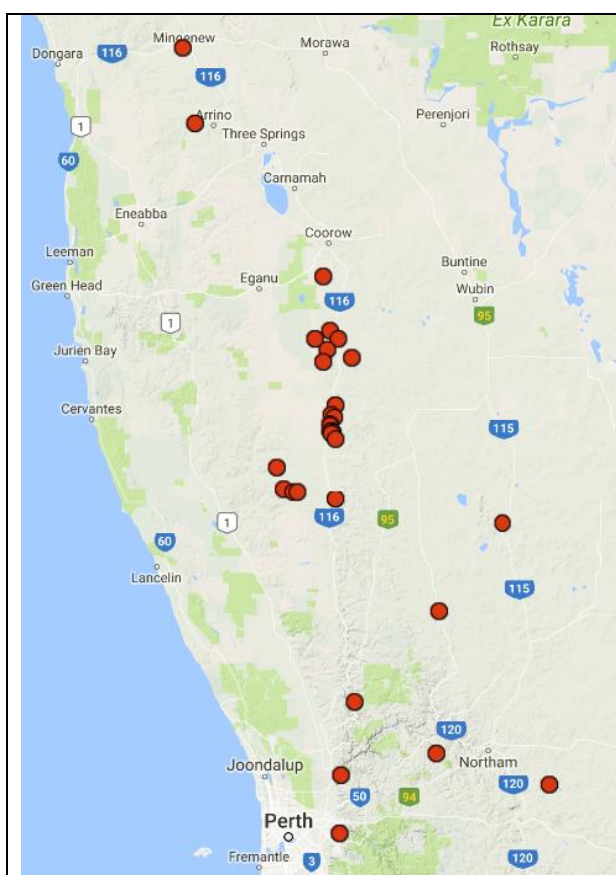 Ex Karara
Mingenew
Morawa
Rothsay
Dongara
116
116
Arrino
Perenjori
1
Three Springs
60
Carnamah
Eneabba
Coorow
Leeman
Buntine
Green Head
Eganu
116
Wubin
1
95
Jurien Bay
Cervantes
115
116
95
1
60
Lancelin
115
120
Northam
Joondalup
120
50
94
Perth
3
120
Fremantle